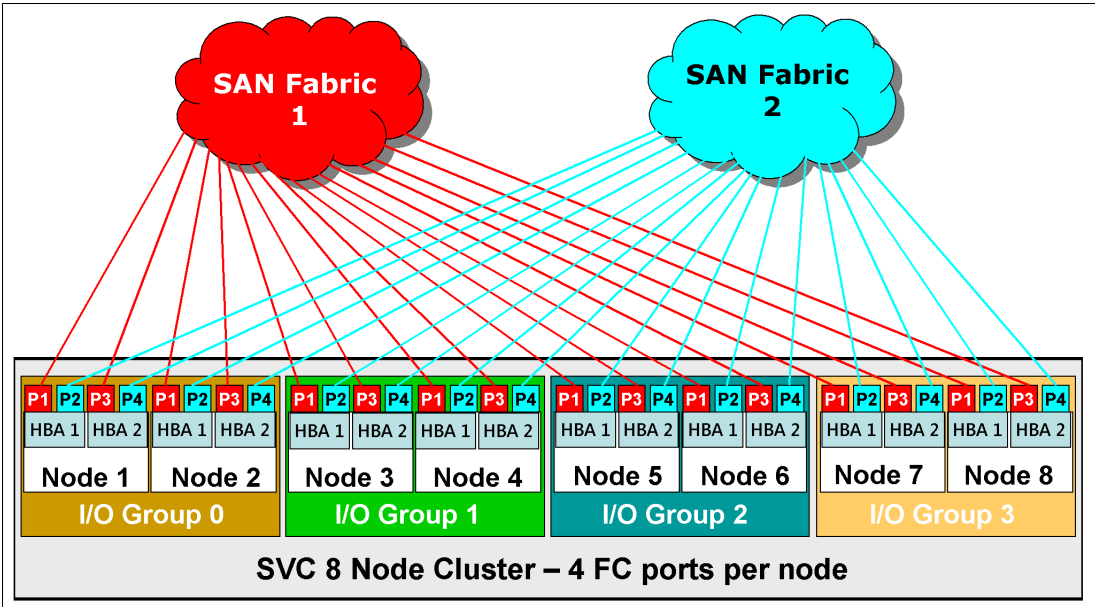 SAN Fabric
1
SAN Fabric
2
P1 P2 P3 P4 P1 P2 P3 P4 P1 P2 P3 P4 P1 P2 P3 P4 P1 P2 P3 P4 P1 P2 P3 P4 P1 P2 P3 P4 P1 P2 P3 P4
HBA 1 HBA 2 HBA 1 HBA 2 HBA 1 HBA 2 HBA 1 HBA 2 HBA 1 HBA 2 HBA 1 HBA 2 HBA 1 HBA 2 HBA 1 HBA 2
Node 1 Node 2 Node 3 Node 4 Node 5 Node 6 Node 7 Node 8
I/O Group 0 I/O Group 1 I/O Group 2 I/O Group 3
SVC 8 Node Cluster – 4 FC ports per node